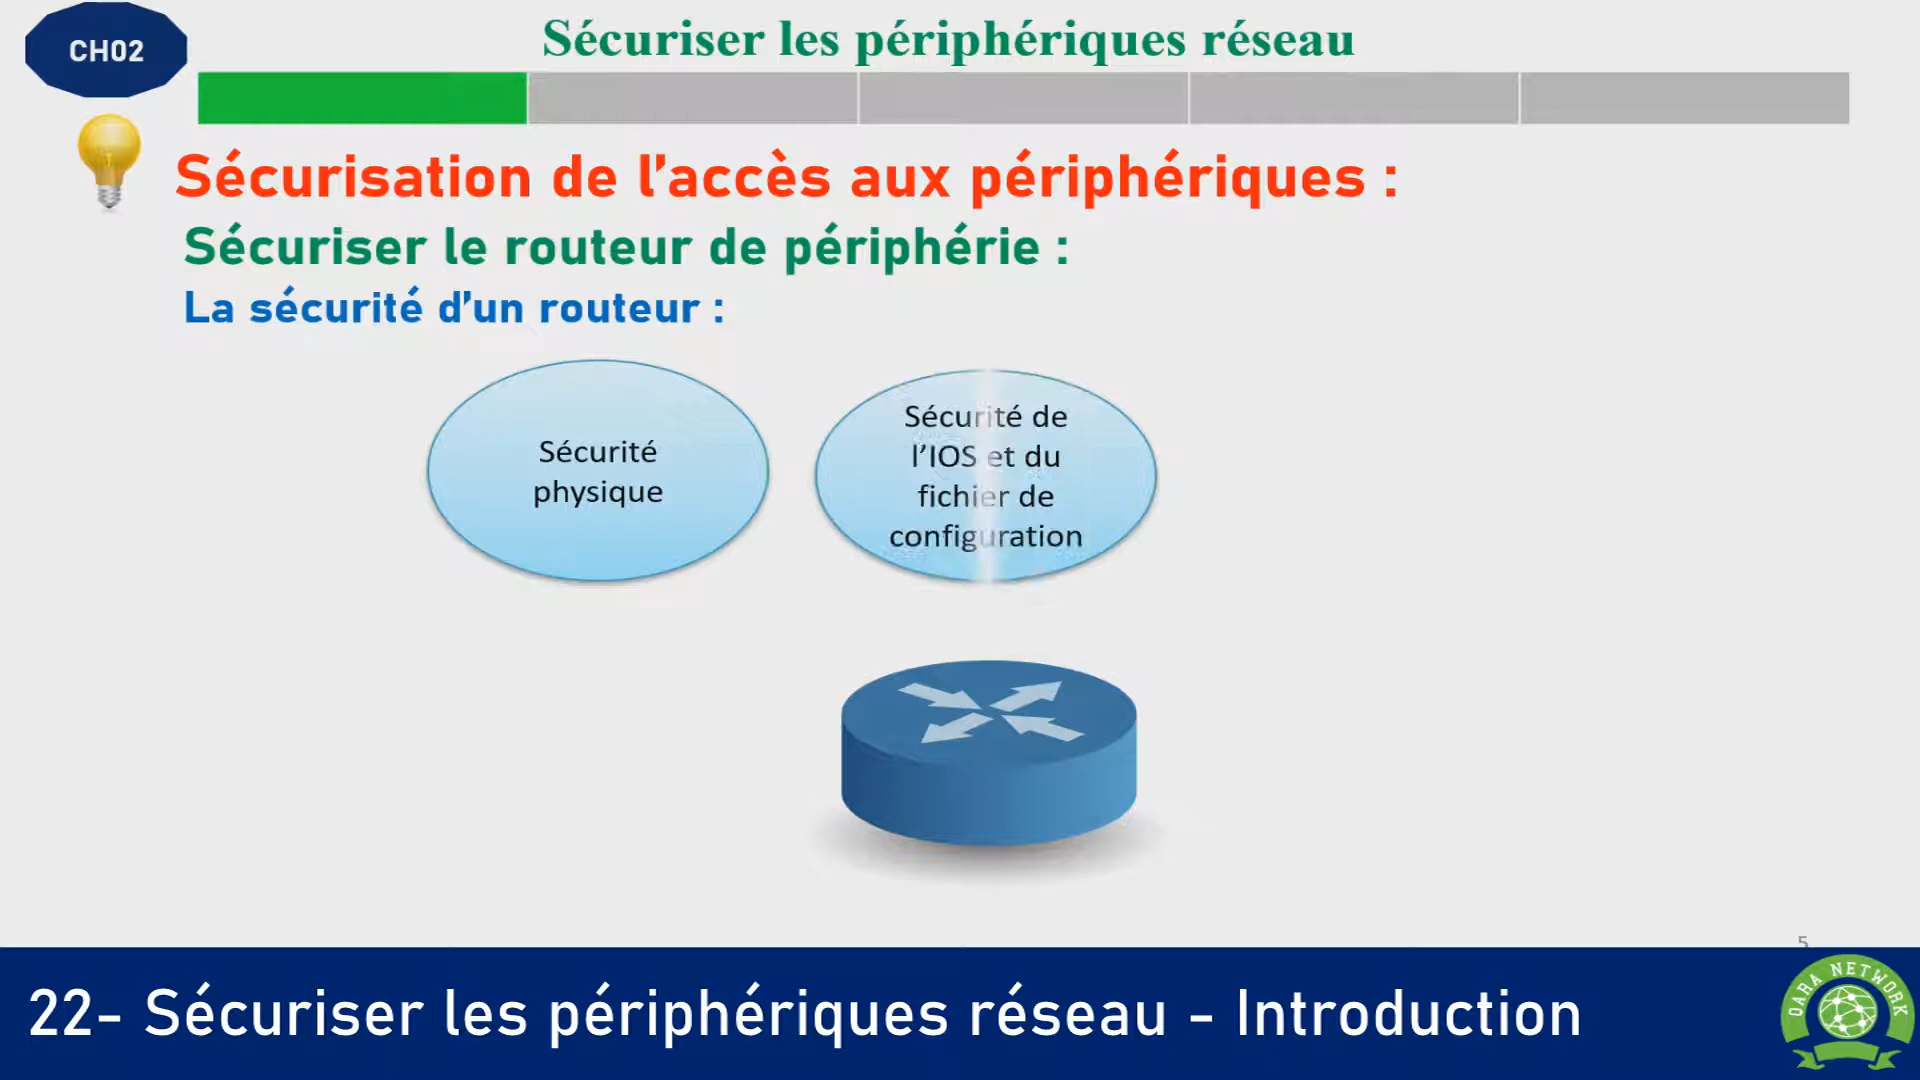 CH02
Sécuriser les périphériques réseau
Sécurisation de l’accès aux périphériques :
Sécuriser le routeur de périphérie :
La sécurité d’un routeur :
Sécurité
physique
Sécurité de
l’IOS et du
fichier de
configuration
5
22- Sécuriser les périphériques réseau - Introduction
OARA NETWORK